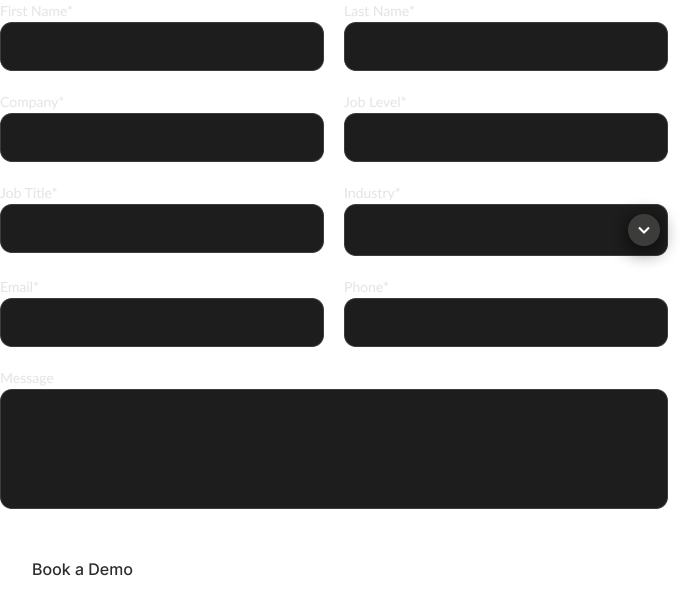 First Name*
Last Name*
Company*
Job Level*
Job Title*
Industry*
Email*
Phone*
Message
Book a Demo